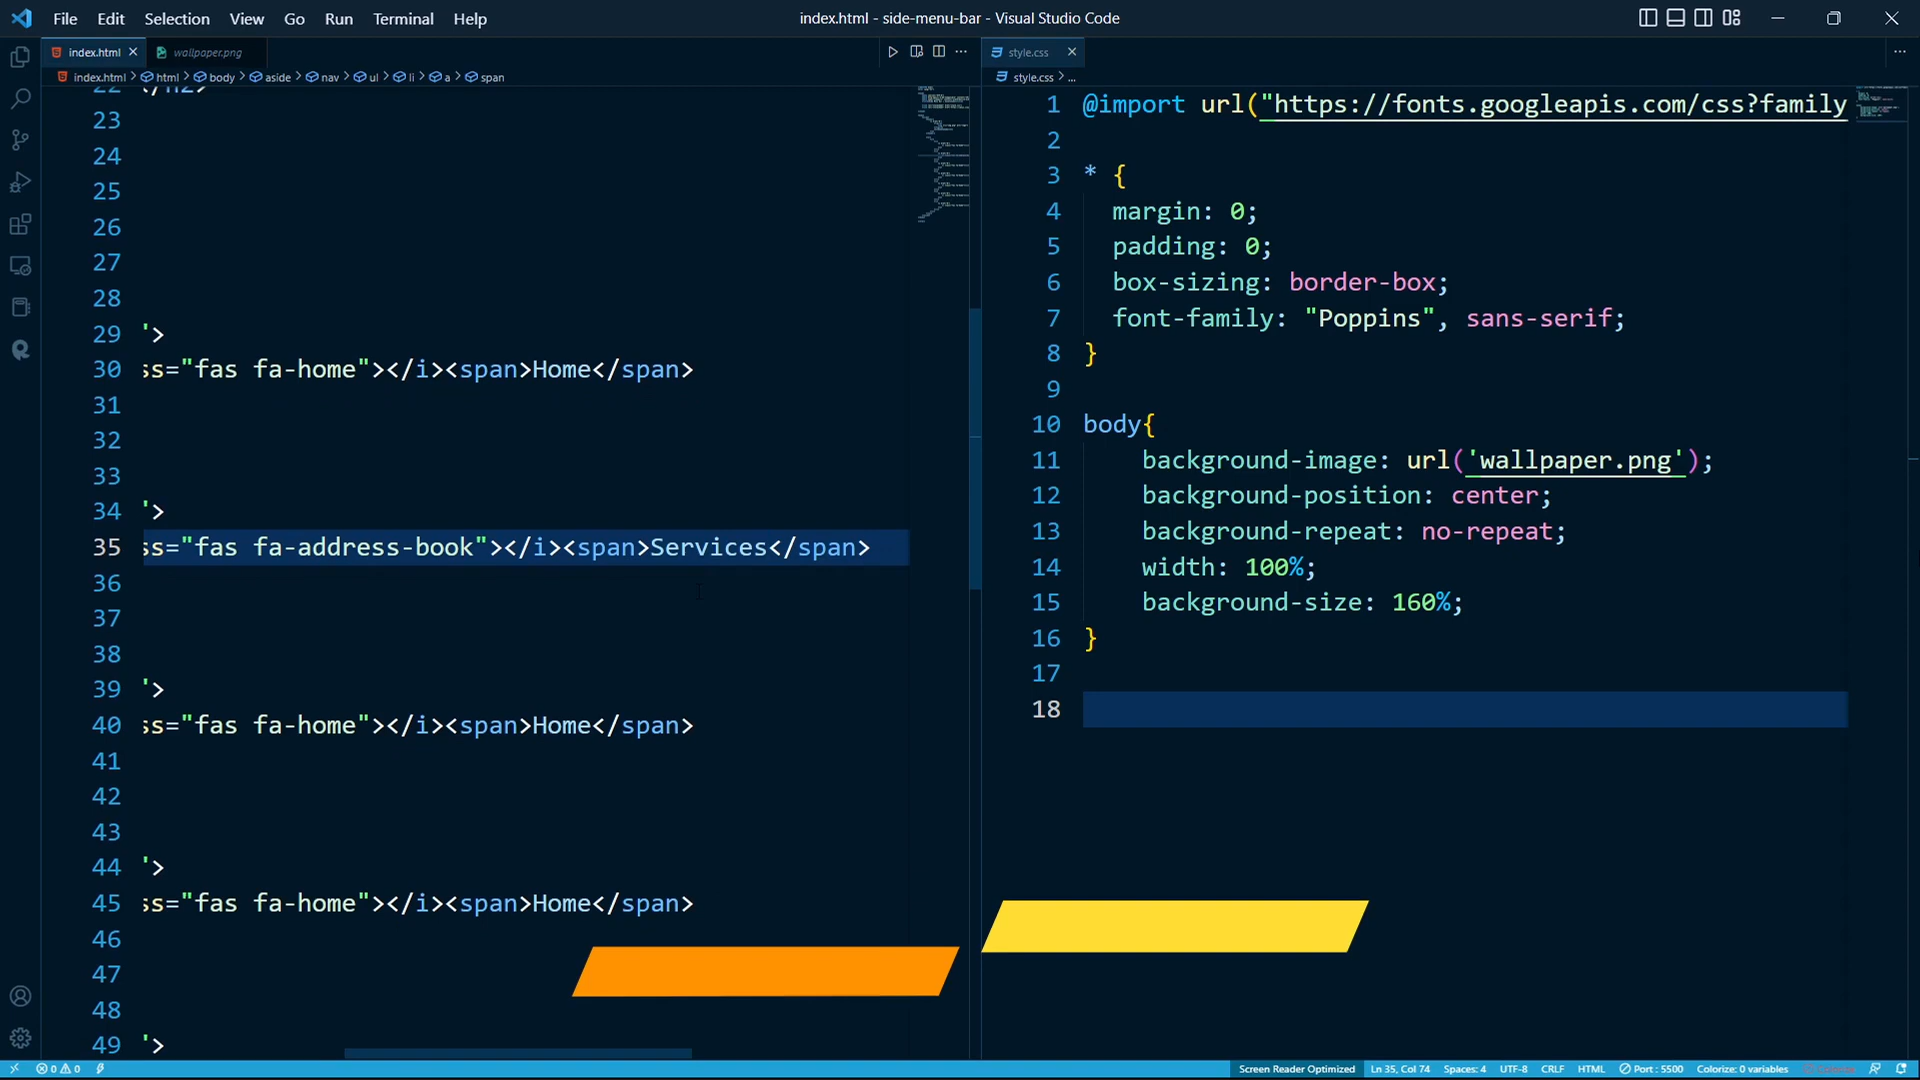 File Edit Selection View Go Run Terminal Help
index.html - side-menu-bar - Visual Studio Code
index.html
wallpaper.png
index.html > html > body > aside > nav > ul > li > a > span
22 </h2>
23
24
25
26
27
28
29 ">
30 ss="fas fa-home"></i><span>Home</span>
31
32
33
34 ">
35 ss="fas fa-address-book"></i><span>Services</span>
36
37
38
39 ">
40 ss="fas fa-home"></i><span>Home</span>
41
42
43
44 ">
45 ss="fas fa-home"></i><span>Home</span>
46
47
48
49 ">
style.css
style.css > ...
1 @import url("https://fonts.googleapis.com/css?family
2
3 * {
4 margin: 0;
5 padding: 0;
6 box-sizing: border-box;
7 font-family: "Poppins", sans-serif;
8 }
9
10 body{
11 background-image: url('wallpaper.png');
12 background-position: center;
13 background-repeat: no-repeat;
14 width: 100%;
15 background-size: 160%;
16 }
17
18
0 0
Screen Reader Optimized Ln 35, Col 74 Spaces: 4 UTF-8 CRLF HTML Port : 5500 Colorize: 0 variables